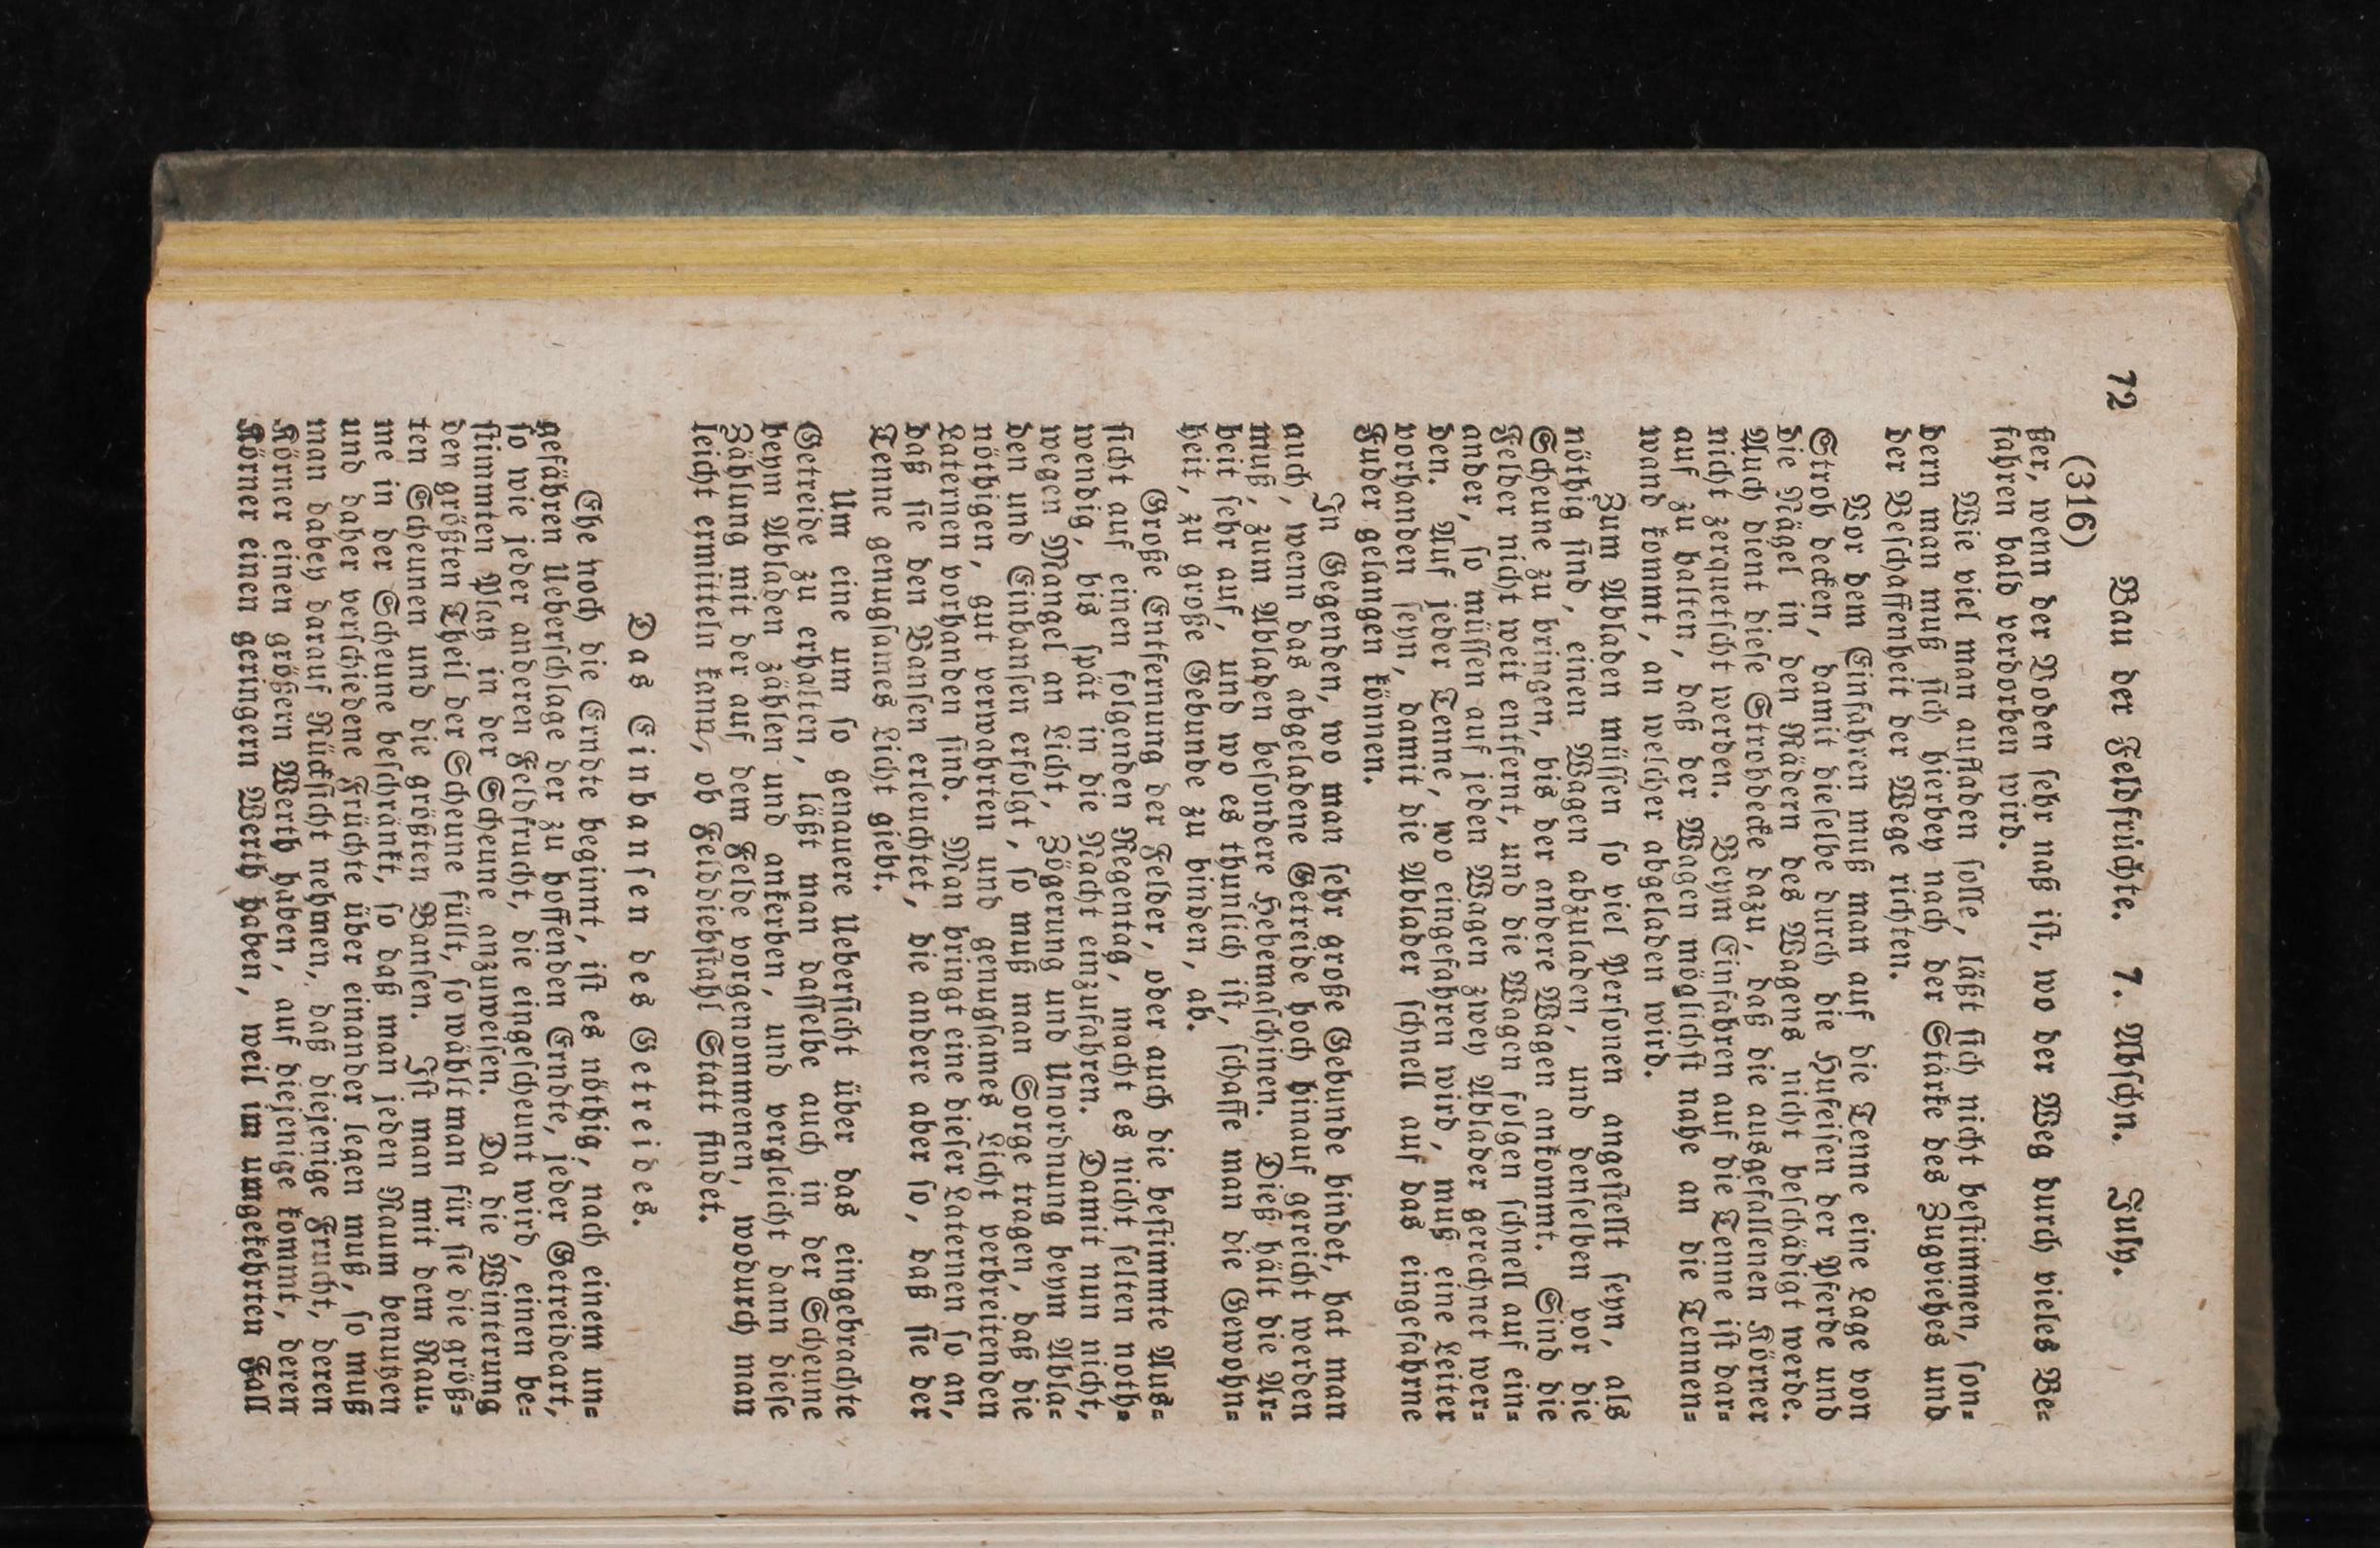 72 Bau der Feldfrüchte. 7. Abschn. July.
(316)
ger, wenn der Boden sehr naß ist, wo der Weg durch vieles Be-
fahren bald verdorben wird.
Wie viel man aufladen solle, läßt sich nicht bestimmen, son-
dern man muß sich hierbey nach der Stärke des Zugviehes und
der Beschaffenheit der Wege richten.
Vor dem Einfahren muß man auf die Tenne eine Lage von
Stroh decken, damit dieselbe durch die Hufeisen der Pferde und
die Nägel in den Rädern des Wagens nicht beschädigt werde.
Auch dient diese Strohdecke dazu, daß die ausgefallenen Körner
nicht zerquetscht werden. Beym Einfahren auf die Tenne ist dar-
auf zu halten, daß der Wagen möglichst nahe an die Tennen-
wand kommt, an welcher abgeladen wird.
Zum Abladen müssen so viel Personen angestellt seyn, als
nöthig sind, einen Wagen abzuladen, und denselben vor die
Scheune zu bringen, bis der andere Wagen ankommt. Sind die
Felder nicht weit entfernt, und die Wagen folgen schnell auf ein-
ander, so müssen auf jeden Wagen zwey Ablader gerechnet wer-
den. Auf jeder Tenne, wo eingefahren wird, muß eine Leiter
vorhanden seyn, damit die Ablader schnell auf das eingefahrne
Fuder gelangen können.
In Gegenden, wo man sehr große Gebunde bindet, hat man
auch, wenn das abgeladene Getreide hoch hinauf gereicht werden
muß, zum Abladen besondere Hebemaschinen. Dieß hält die Ar-
beit sehr auf, und wo es thunlich ist, schaffe man die Gewohn-
heit, zu große Gebunde zu binden, ab.
Große Entfernung der Felder, oder auch die bestimmte Aus-
sicht auf einen folgenden Regentag, macht es nicht selten noth-
wendig, bis spät in die Nacht einzufahren. Damit nun nicht,
wegen Mangel an Licht, Zögerung und Unordnung beym Abla-
den und Einbansen erfolgt, so muß man Sorge tragen, daß die
nöthigen, gut verwahrten und genugsames Licht verbreitenden
Laternen vorhanden sind. Man bringt eine dieser Laternen so an,
daß sie den Bansen erleuchtet, die andere aber so, daß sie der
Tenne genugsames Licht giebt.
Um eine um so genauere Uebersicht über das eingebrachte
Getreide zu erhalten, läßt man dasselbe auch in der Scheune
beym Abladen zählen und ankerben, und vergleicht dann diese
Zählung mit der auf dem Felde vorgenommenen, wodurch man
leicht ermitteln kann, ob Felddiebstahl Statt findet.
Das Einbansen des Getreides.
Ehe noch die Erndte beginnt, ist es nöthig, nach einem un-
gefähren Ueberschlage der zu hoffenden Erndte, jeder Getreideart,
so wie jeder anderen Feldfrucht, die eingescheunt wird, einen be-
stimmten Platz in der Scheune anzuweisen. Da die Winterung
den größten Theil der Scheune füllt, so wählt man für sie die größ-
ten Scheunen und die größten Bansen. Ist man mit dem Rau-
me in der Scheune beschränkt, so daß man jeden Raum benutzen
und daher verschiedene Früchte über einander legen muß, so muß
man dabey darauf Rücksicht nehmen, daß diejenige Frucht, deren
Körner einen größern Werth haben, auf diejenige kommt, deren
Körner einen geringern Werth haben, weil im umgekehrten Fall